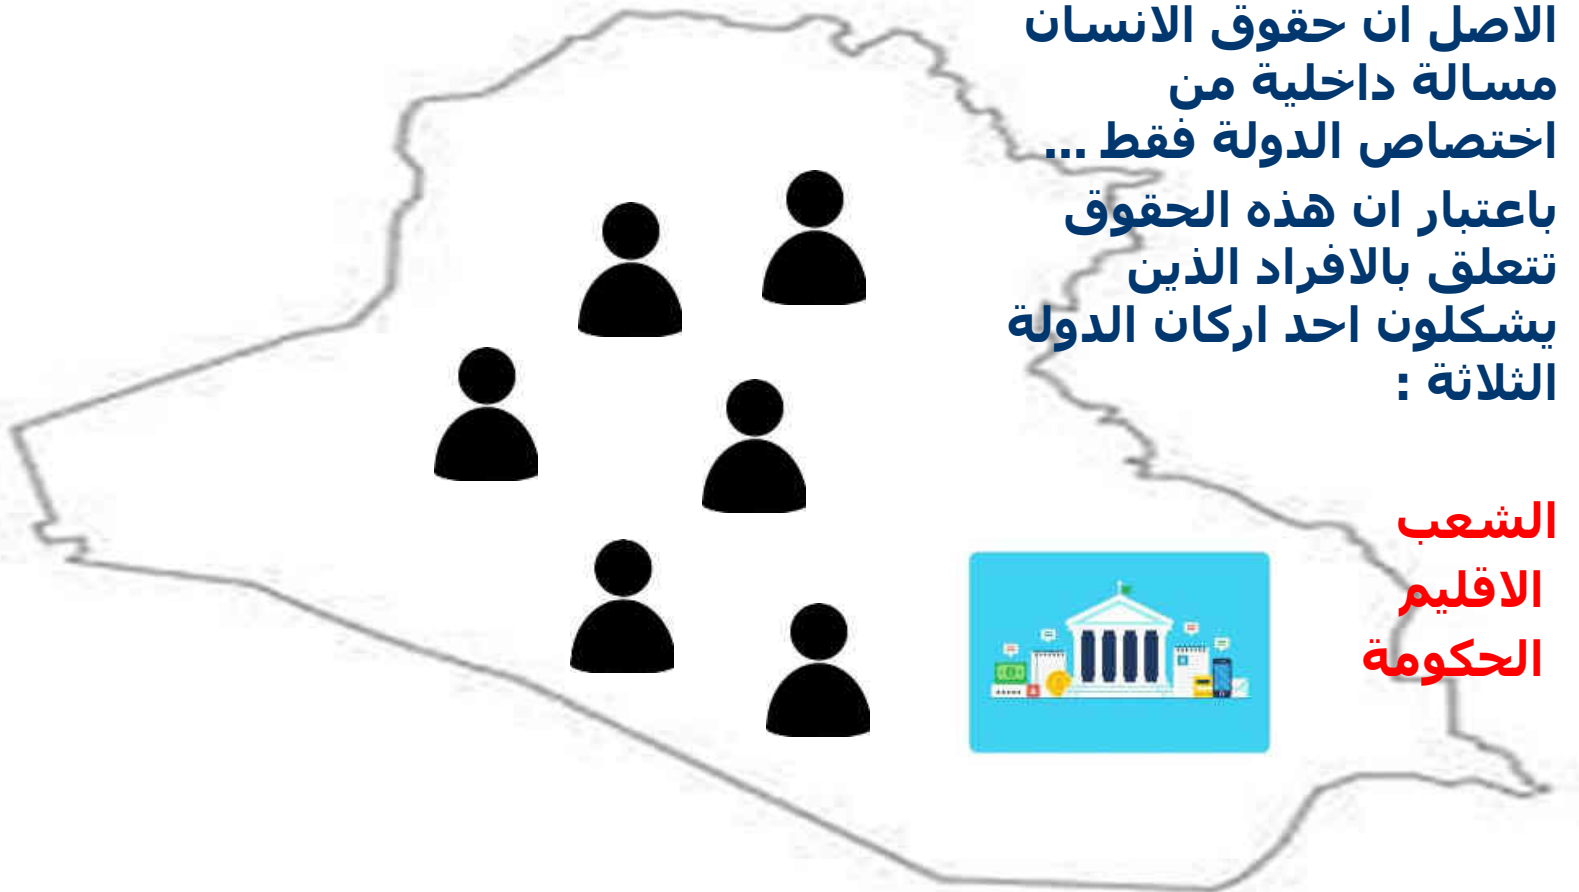 الاصل ان حقوق الانسان
مسالة داخلية من
اختصاص الدولة فقط ...
باعتبار ان هذه الحقوق
تتعلق بالافراد الذين
يشكلون احد اركان الدولة
الثلاثة :
الشعب
الاقليم
الحكومة